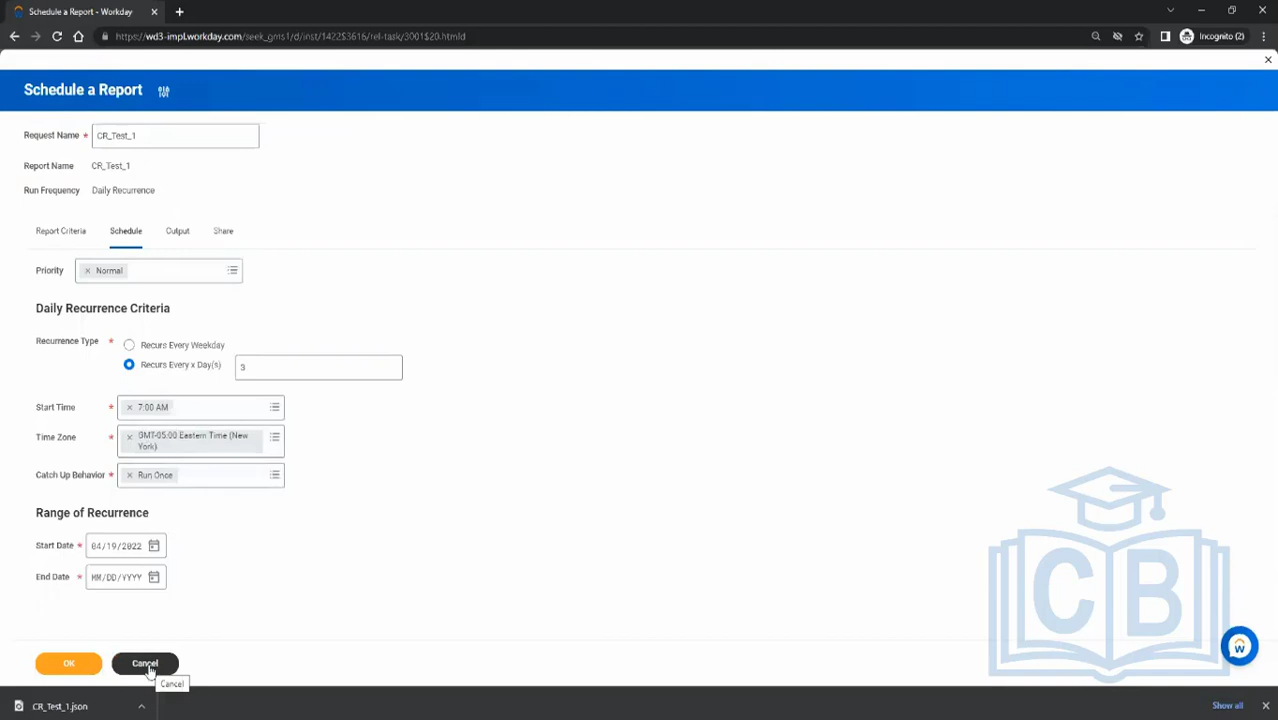 Schedule a Report - Workday
https://wd3-impl.workday.com/seek_gms1/d/inst/1422$3616/rel-task/3001$20.htmld
Incognito (2)
Schedule a Report
Request Name * CR_Test_1
Report Name CR_Test_1
Run Frequency Daily Recurrence
Report Criteria Schedule Output Share
Priority × Normal
Daily Recurrence Criteria
Recurrence Type * Recurs Every Weekday
Recurs Every x Day(s) 3
Start Time * × 7:00 AM
Time Zone * × GMT-05:00 Eastern Time (New
York)
Catch Up Behavior * × Run Once
Range of Recurrence
Start Date * 04/19/2022
End Date * MM/DD/YYYY
CB
W
OK Cancel
Cancel
CR_Test_1.json Show all